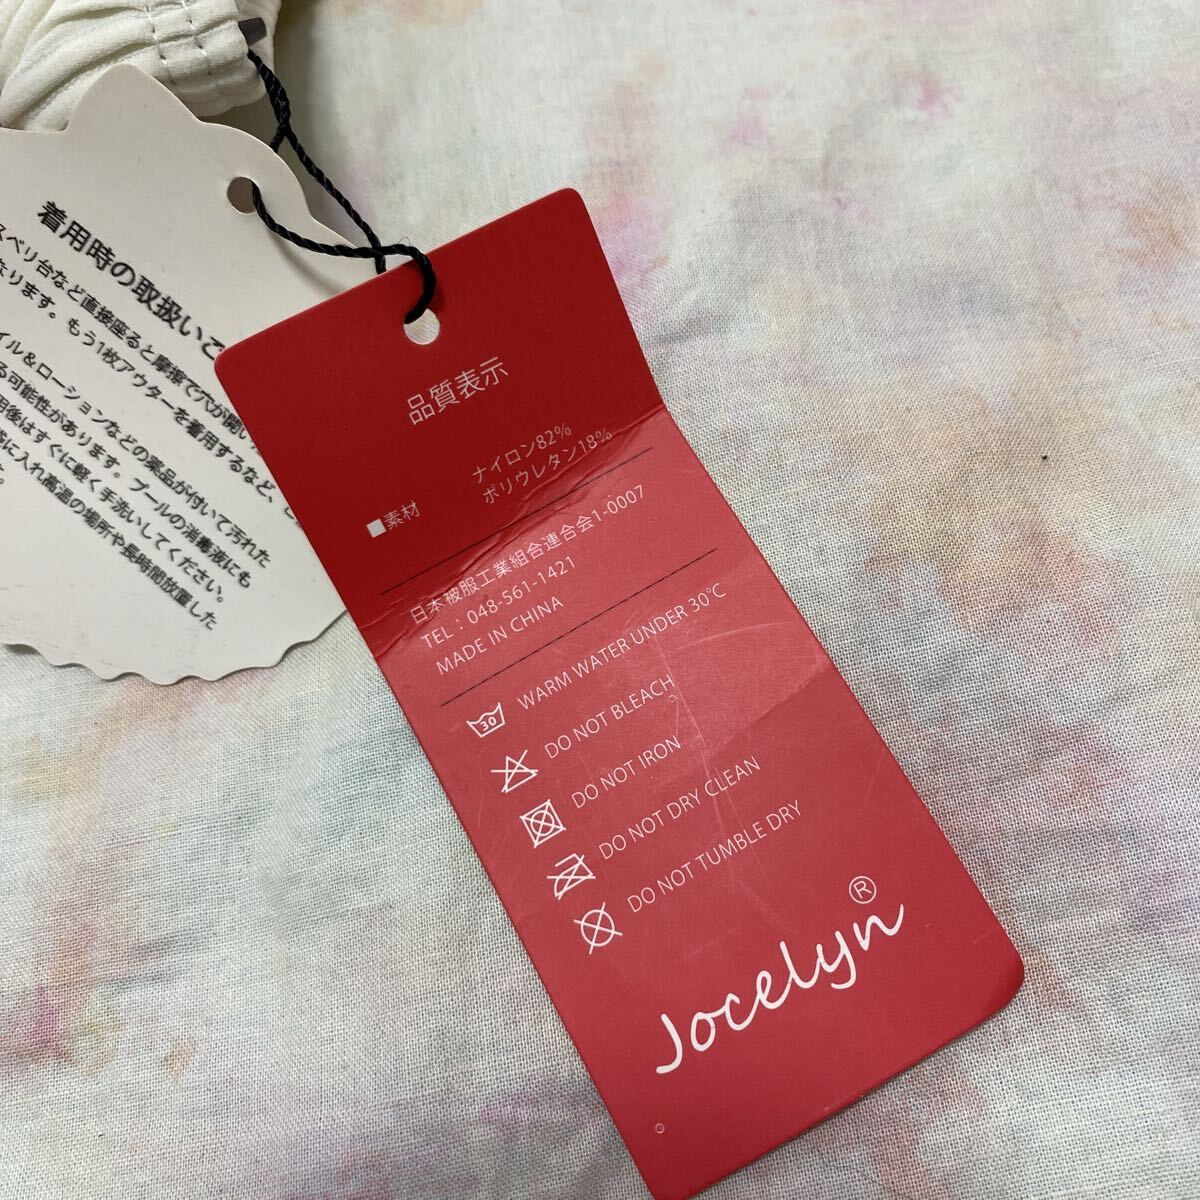 着用時の取扱い
ベリ台など直接座ると摩擦で穴が開い
なります。もう1枚アウターを着用するなど、
イル&ローションなどの薬品が付いて汚れた
る可能性があります。プールの消毒液にも
用後はすぐに軽く手洗いしてください。
に入れ高温の場所や長時間放置した
品質表示
ナイロン82%
■素材 ポリウレタン18%
日本被服工業組合連合会1-0007
TEL：048-561-1421
MADE IN CHINA
30 WARM WATER UNDER 30℃
DO NOT BLEACH
DO NOT IRON
DO NOT DRY CLEAN
DO NOT TUMBLE DRY
Jocelyn®